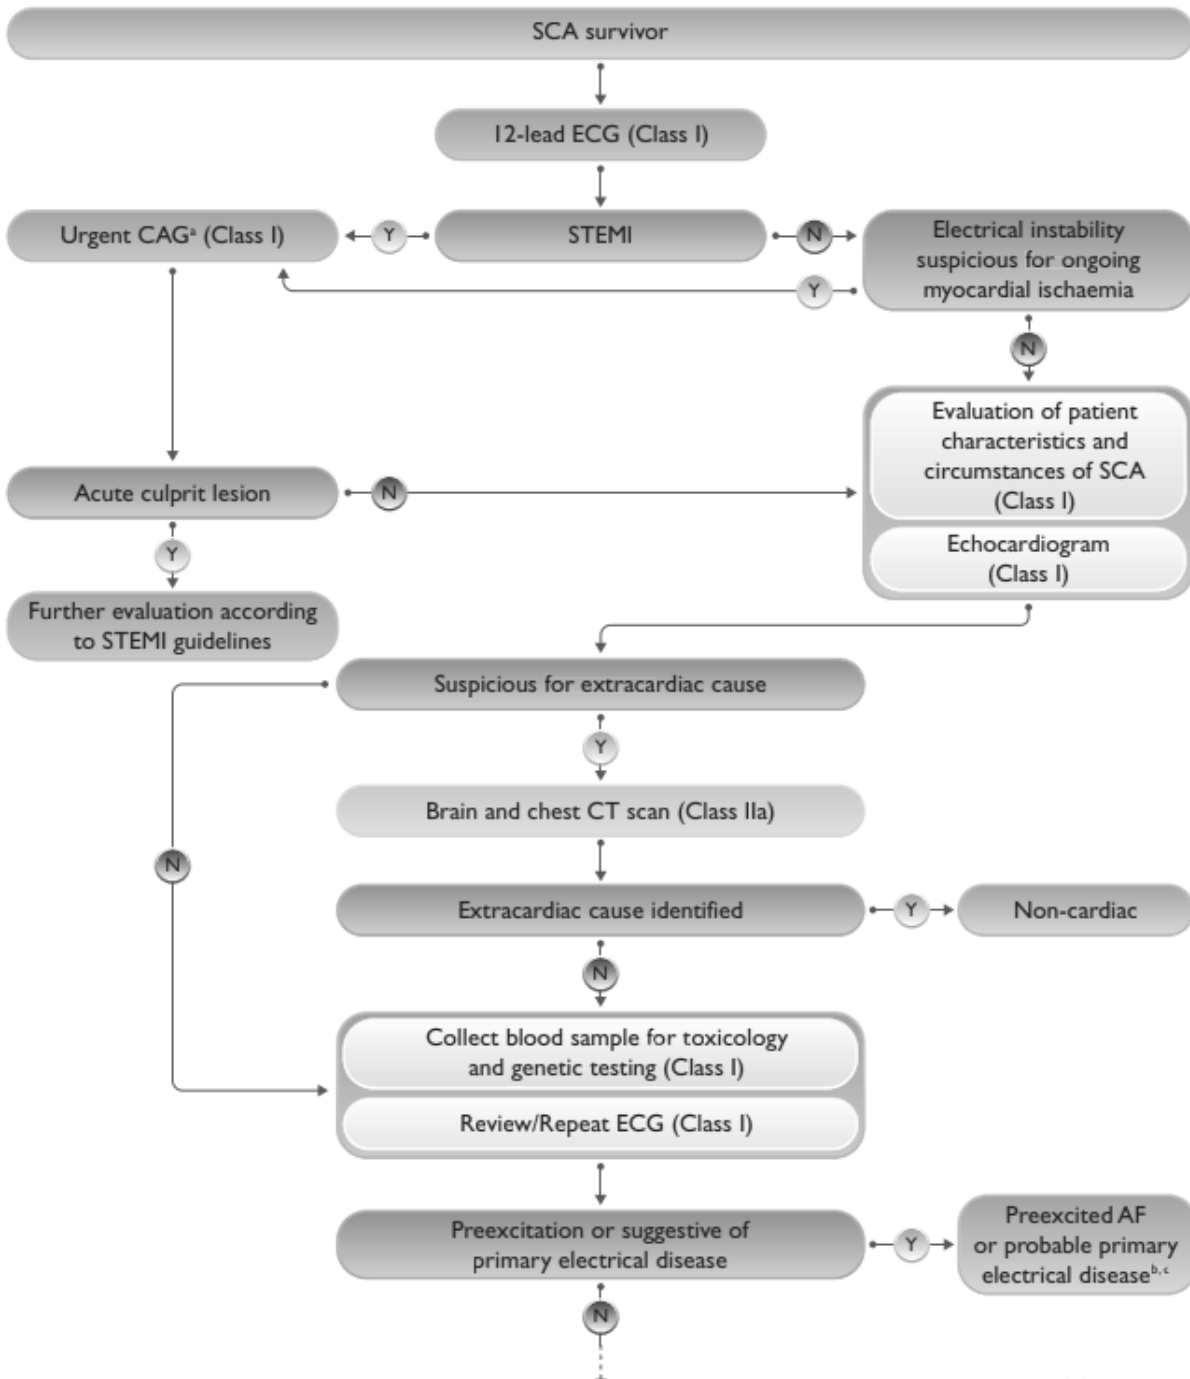 SCA survivor
12-lead ECG (Class I)
Urgent CAGᵃ (Class I)
Y
STEMI
N
Electrical instability
suspicious for ongoing
myocardial ischaemia
Y
N
Evaluation of patient
characteristics and
circumstances of SCA
(Class I)
Acute culprit lesion
N
Echocardiogram
(Class I)
Y
Further evaluation according
to STEMI guidelines
Suspicious for extracardiac cause
Y
Brain and chest CT scan (Class IIa)
N
Extracardiac cause identified
Y
Non-cardiac
N
Collect blood sample for toxicology
and genetic testing (Class I)
Review/Repeat ECG (Class I)
Preexcitation or suggestive of
primary electrical disease
Y
Preexcited AF
or probable primary
electrical diseaseᵇ,ᶜ
N